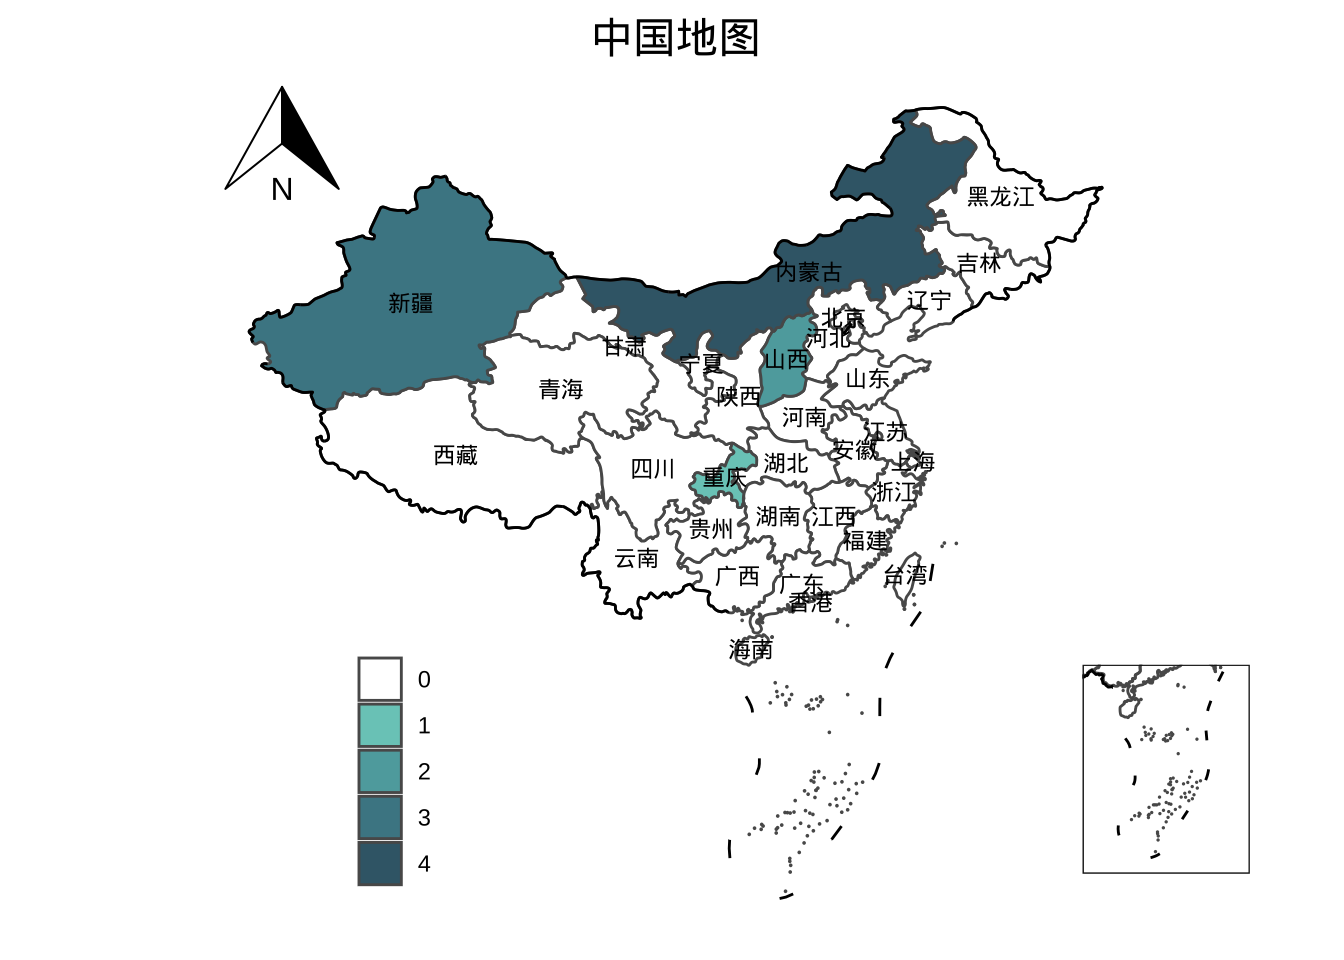 中国地图
N
黑龙江
吉林
内蒙古
辽宁
新疆
北京
河北
甘肃
山西
宁夏
山东
青海
陕西
河南
江苏
安徽
西藏
上海
四川
湖北
重庆
浙江
湖南
江西
贵州
福建
云南
台湾
广西
广东
香港
海南
0
1
2
3
4